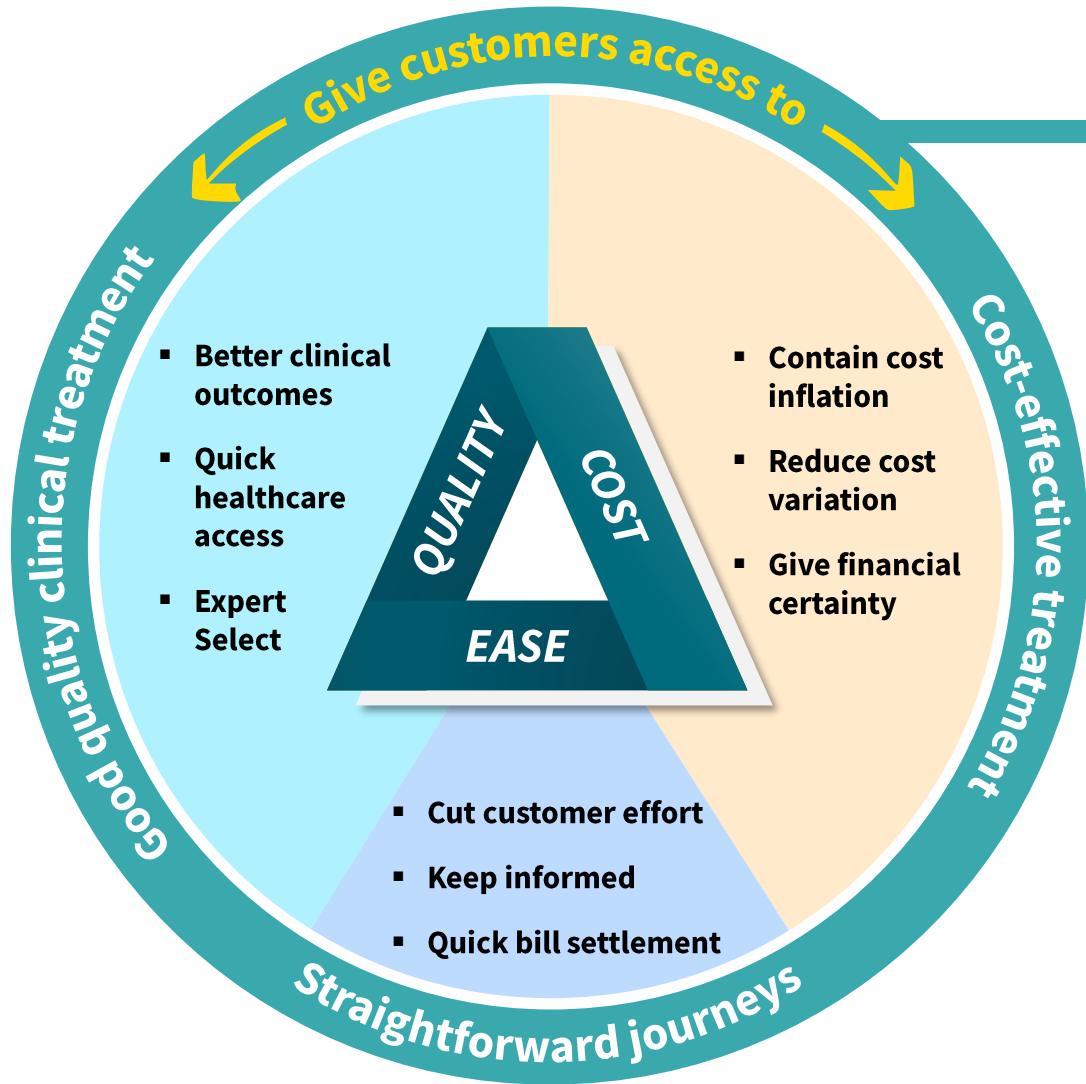 Give customers access to
Good quality clinical treatment
Cost-effective treatment
Straightforward journeys
▪ Better clinical
outcomes
▪ Quick
healthcare
access
▪ Expert
Select
QUALITY
COST
EASE
▪ Contain cost
inflation
▪ Reduce cost
variation
▪ Give financial
certainty
▪ Cut customer effort
▪ Keep informed
▪ Quick bill settlement